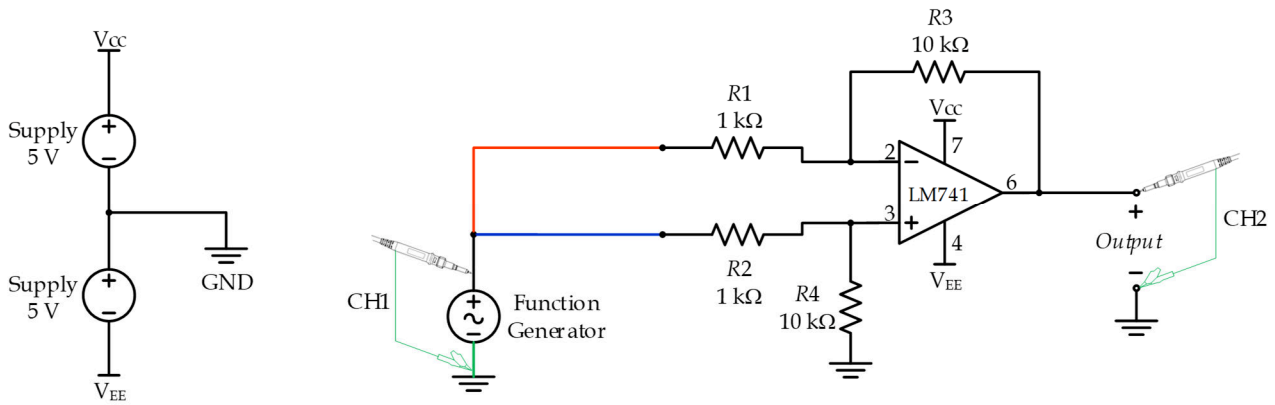 VCC
Supply
5 V
+
−
GND
Supply
5 V
+
−
VEE
CH1
+
−
Function
Generator
R1
1 kΩ
R2
1 kΩ
R3
10 kΩ
R4
10 kΩ
VCC
7
2
−
LM741
6
3
+
4
VEE
+
Output
−
CH2